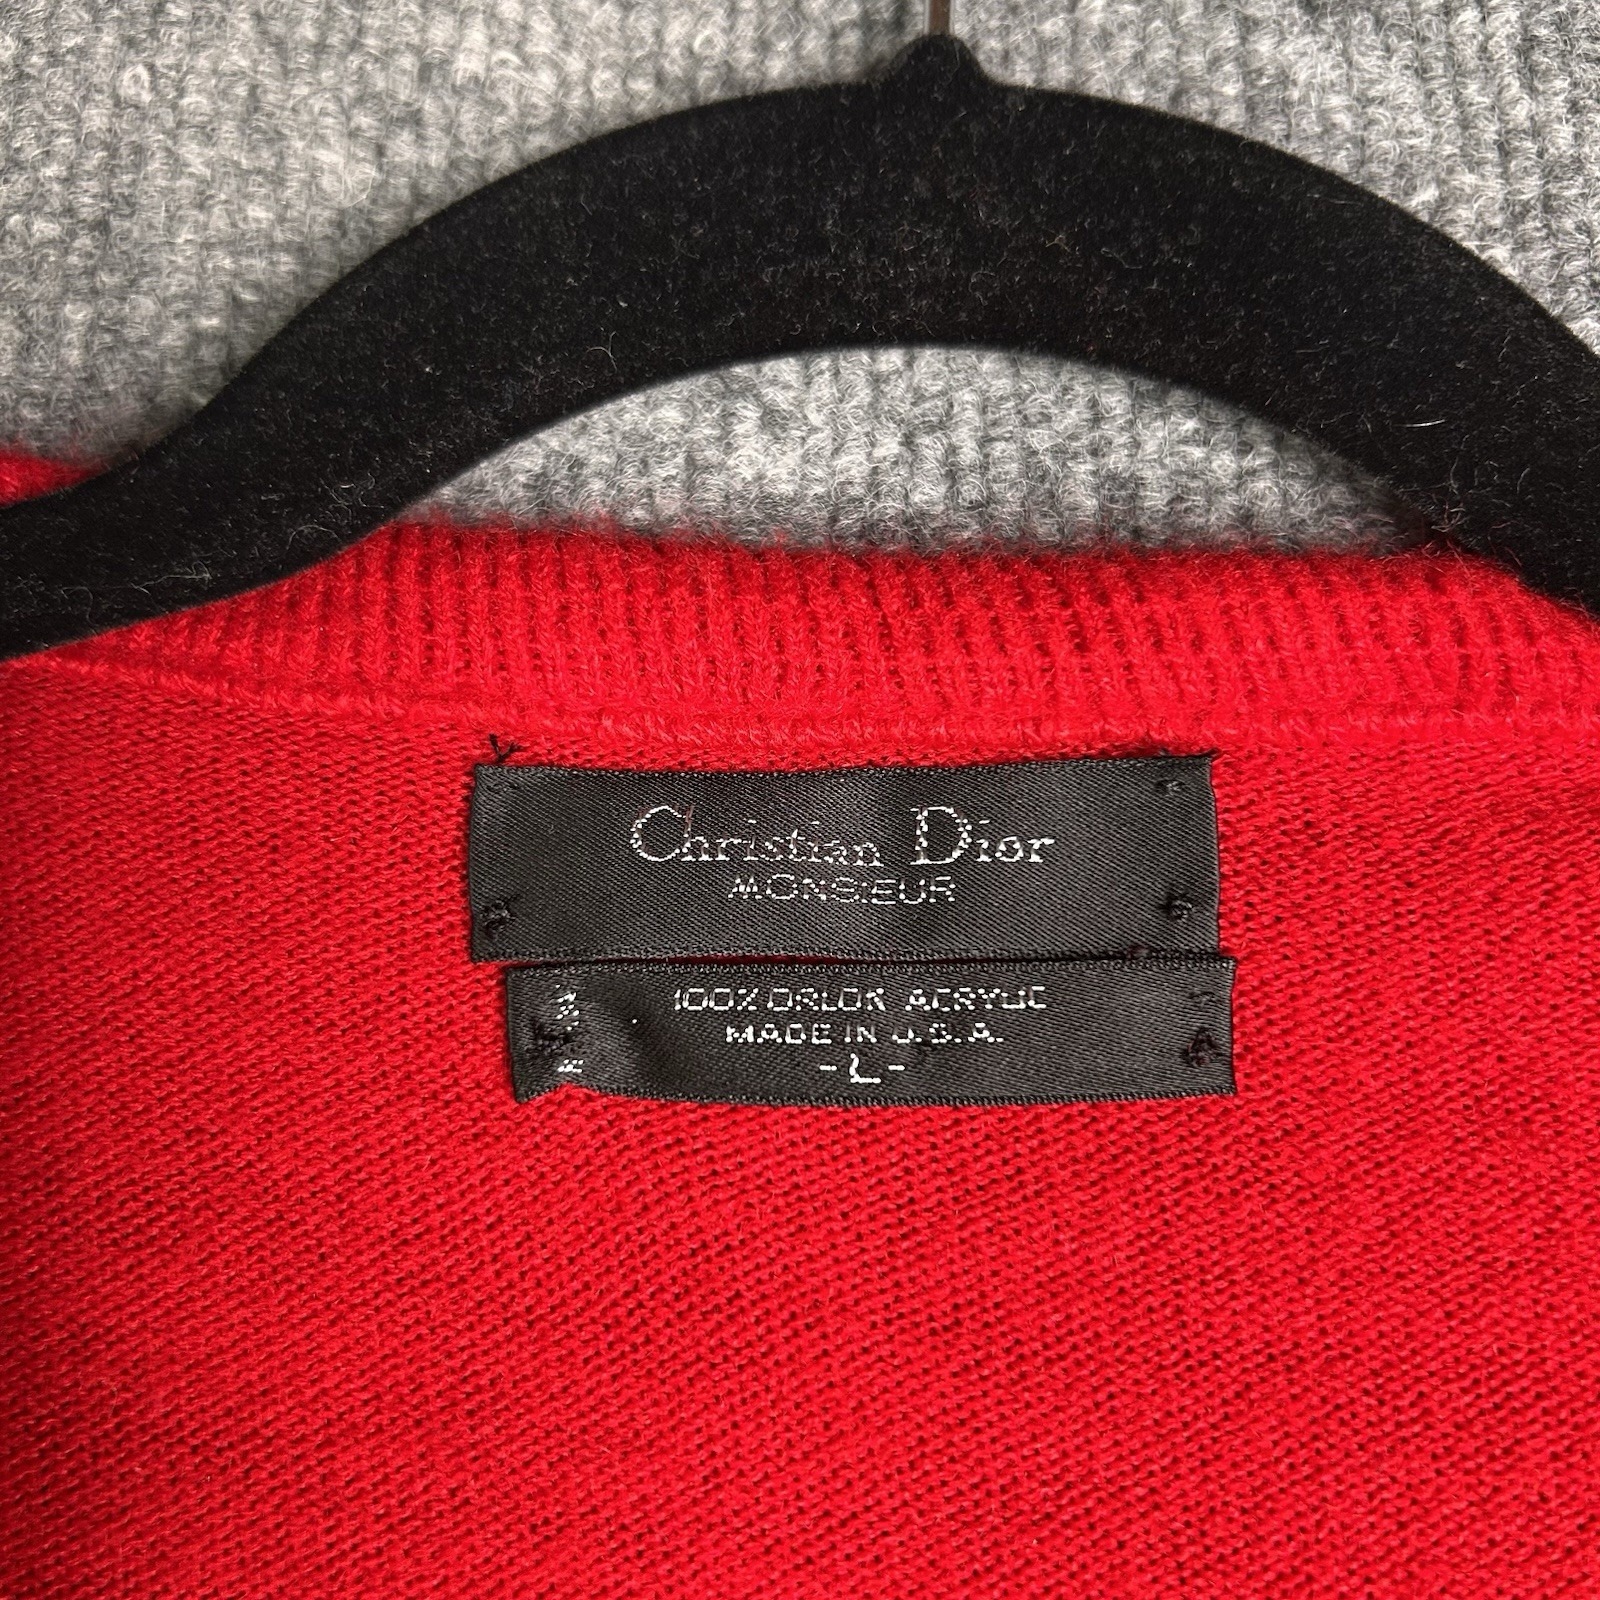 Christian Dior
MONSIEUR
100% ORLON ACRYLIC
MADE IN U.S.A.
-L-